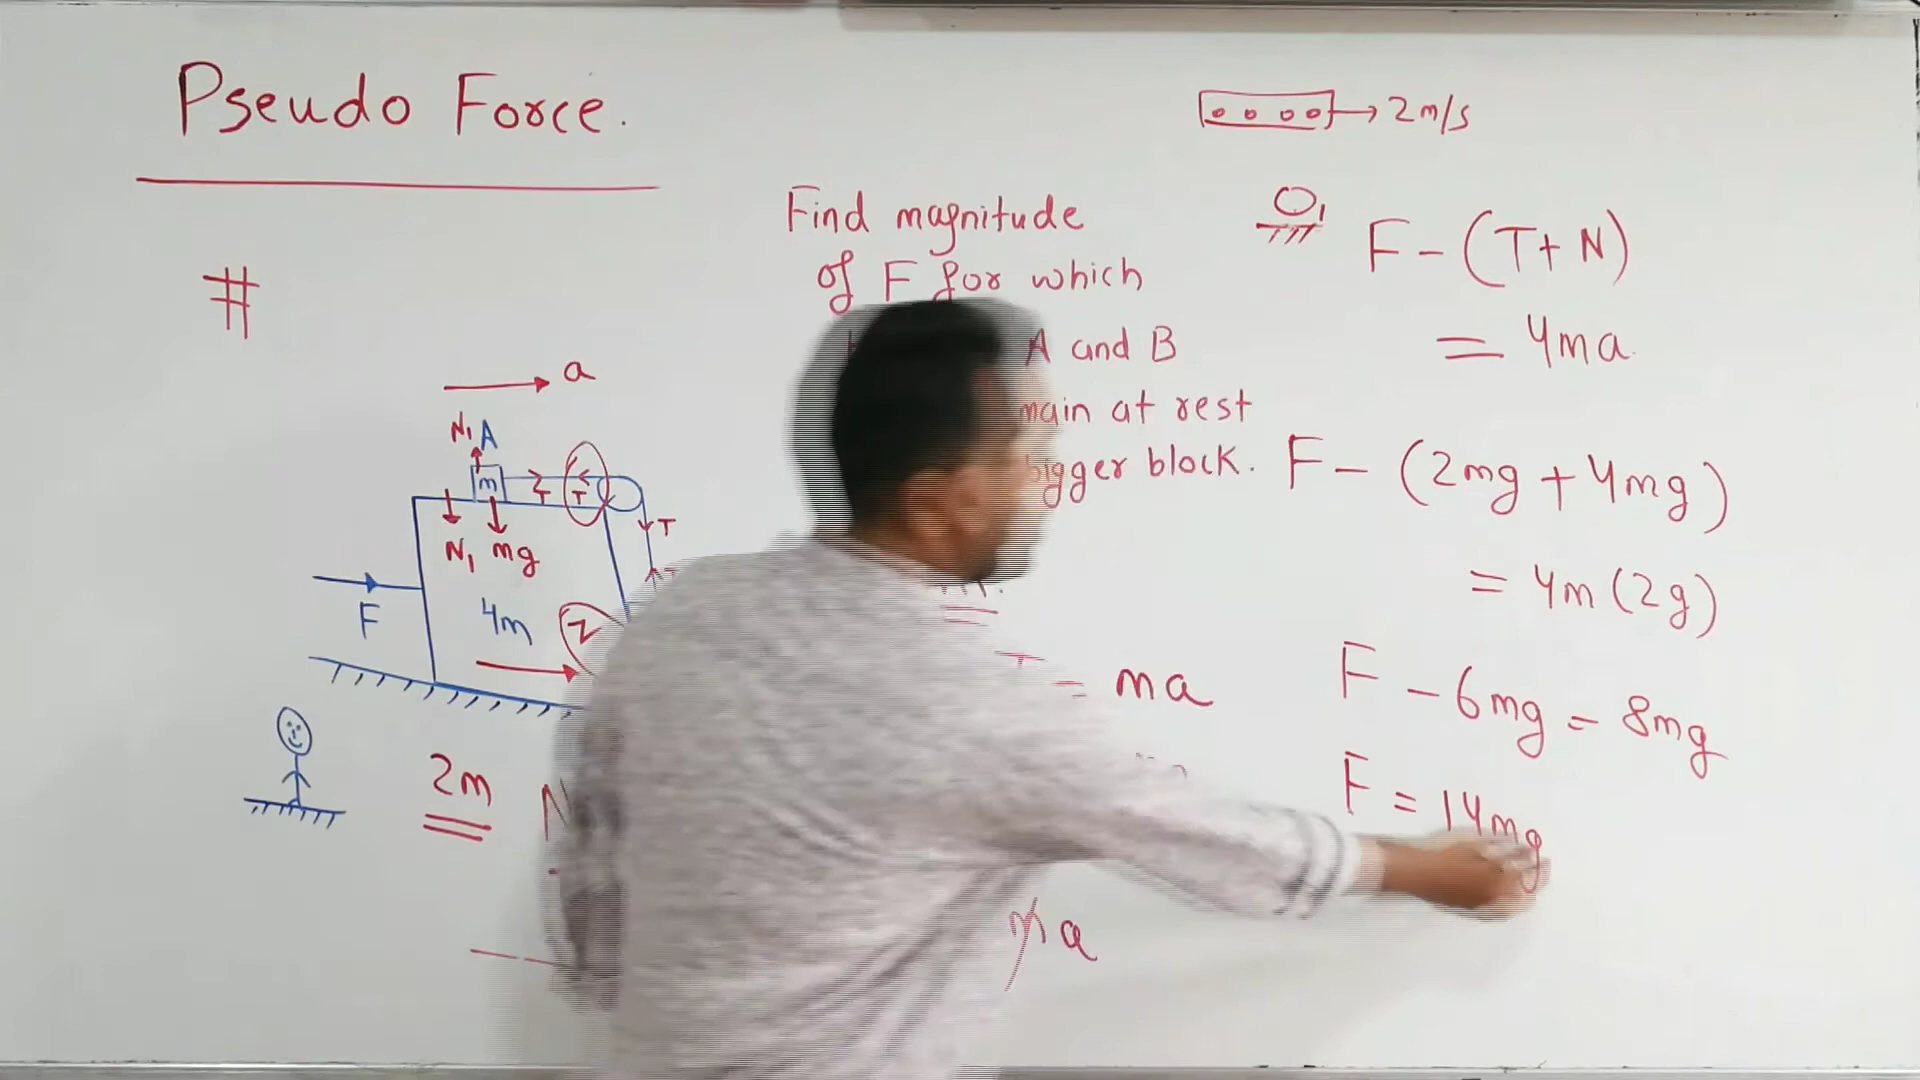 Pseudo Force.
2m/s
Find magnitude
of F for which
A and B
main at rest
bigger block.
#
a
N₁ A
m
T T
T
N₁ mg
F
4m
N
2m
N
ma
ma
F - (T + N)
= 4ma
F - (2mg + 4mg)
= 4m (2g)
F - 6mg = 8mg
F = 14mg